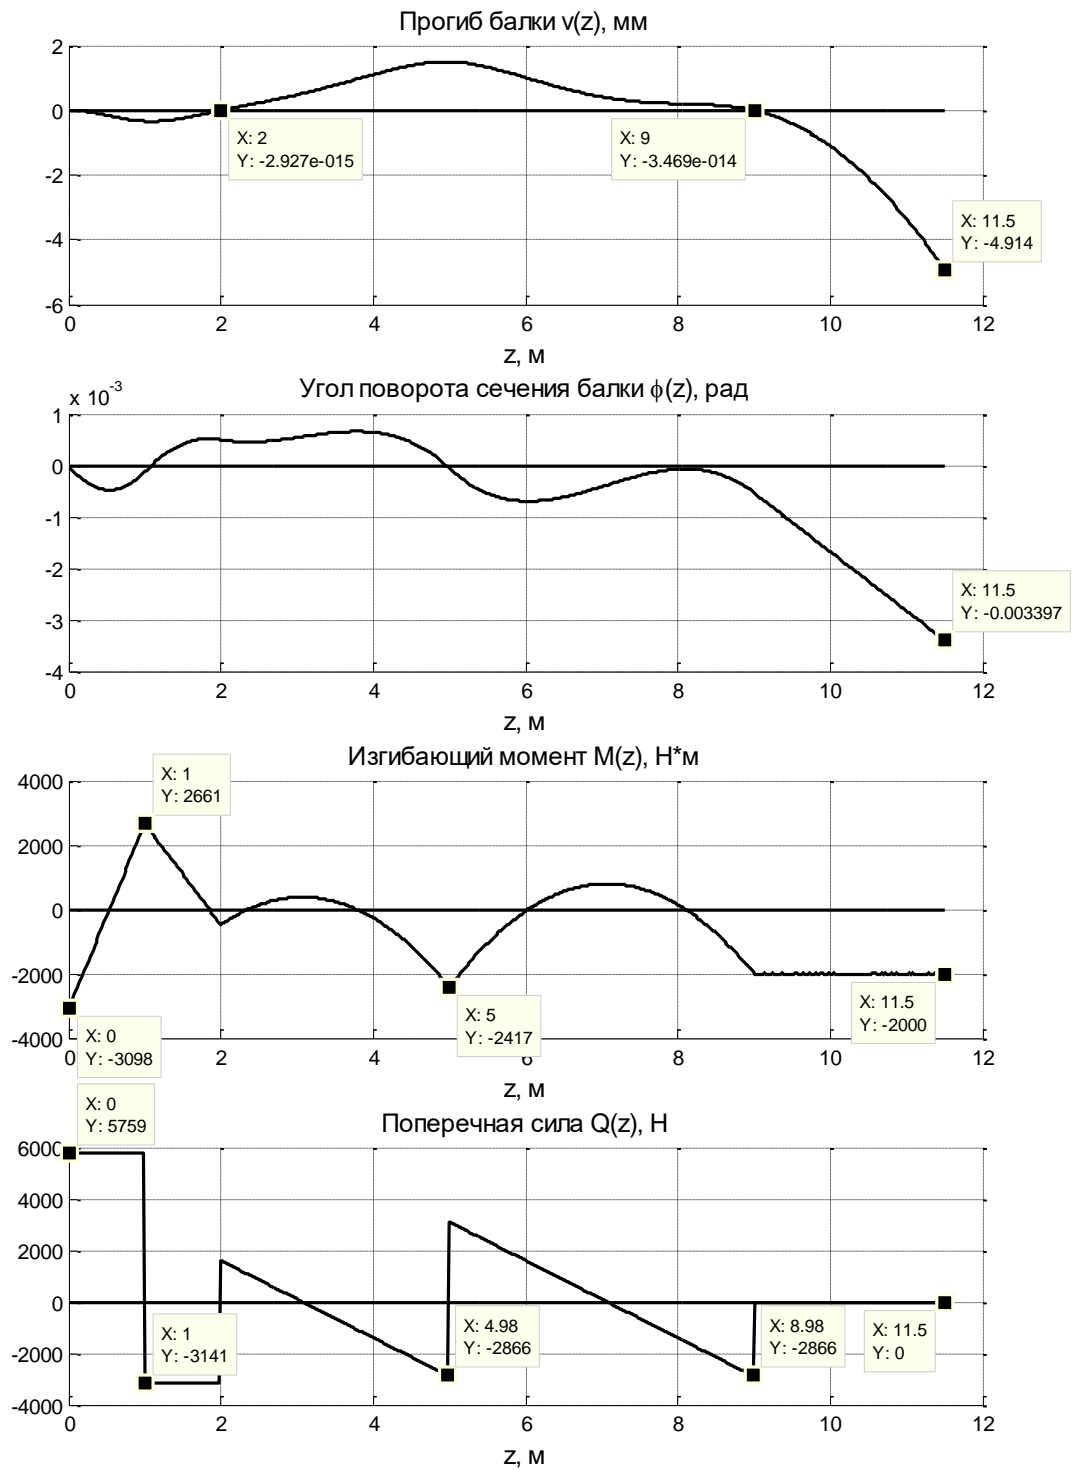 Прогиб балки v(z), мм
2
0
-2
-4
-6
X: 2
Y: -2.927e-015
X: 9
Y: -3.469e-014
X: 11.5
Y: -4.914
0 2 4 6 8 10 12
z, м
x 10^-3
Угол поворота сечения балки ϕ(z), рад
1
0
-1
-2
-3
-4
X: 11.5
Y: -0.003397
0 2 4 6 8 10 12
z, м
Изгибающий момент M(z), Н*м
4000
2000
0
-2000
-4000
X: 1
Y: 2661
X: 0
Y: -3098
X: 5
Y: -2417
X: 11.5
Y: -2000
0 2 4 6 8 10 12
z, м
Поперечная сила Q(z), Н
6000
4000
2000
0
-2000
-4000
X: 0
Y: 5759
X: 1
Y: -3141
X: 4.98
Y: -2866
X: 8.98
Y: -2866
X: 11.5
Y: 0
0 2 4 6 8 10 12
z, м